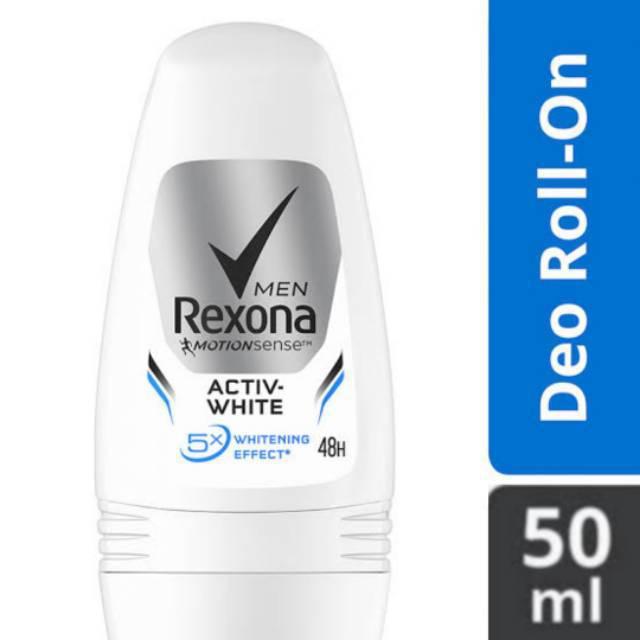 MEN
Rexona
MOTIONsense™
ACTIV-
WHITE
5X WHITENING
EFFECT*
48H
Deo Roll-On
50
ml